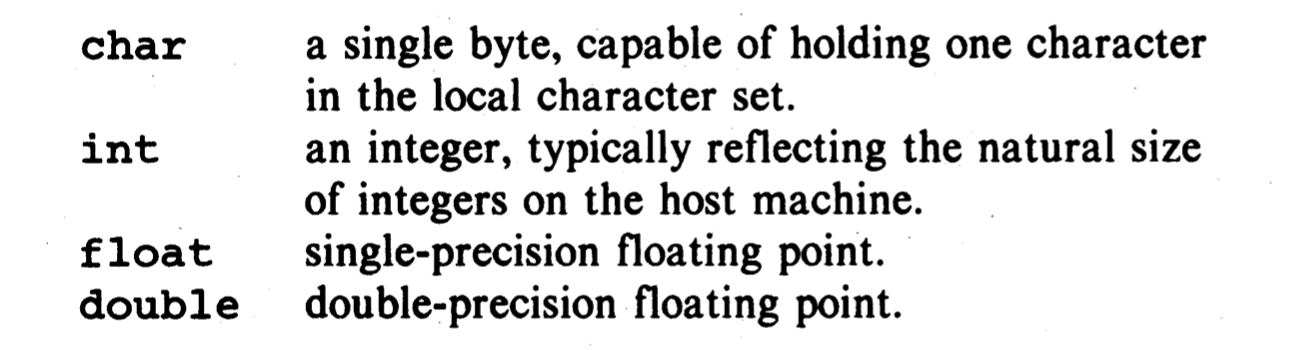 char a single byte, capable of holding one character
in the local character set.
int an integer, typically reflecting the natural size
of integers on the host machine.
float single-precision floating point.
double double-precision floating point.